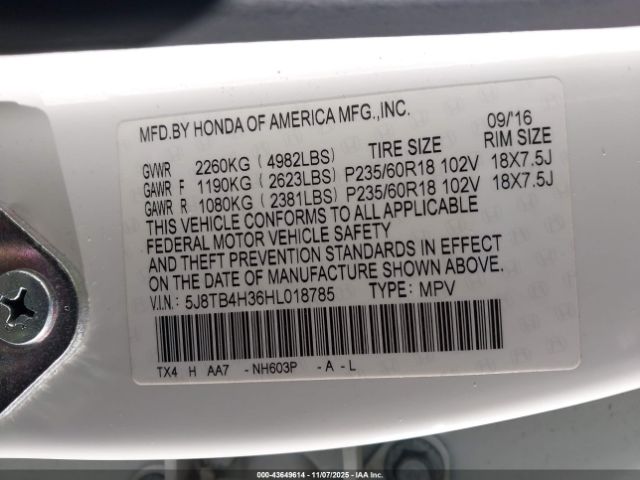 MFD.BY HONDA OF AMERICA MFG.,INC. 09/'16
GVWR 2260KG (4982LBS) TIRE SIZE RIM SIZE
GAWR F 1190KG (2623LBS) P235/60R18 102V 18X7.5J
GAWR R 1080KG (2381LBS) P235/60R18 102V 18X7.5J
THIS VEHICLE CONFORMS TO ALL APPLICABLE
FEDERAL MOTOR VEHICLE SAFETY
AND THEFT PREVENTION STANDARDS IN EFFECT
ON THE DATE OF MANUFACTURE SHOWN ABOVE.
V.I.N: 5J8TB4H36HL018785 TYPE: MPV
TX4 H AA7 -NH603P -A -L
000-43649614 - 11/07/2025 - IAA Inc.